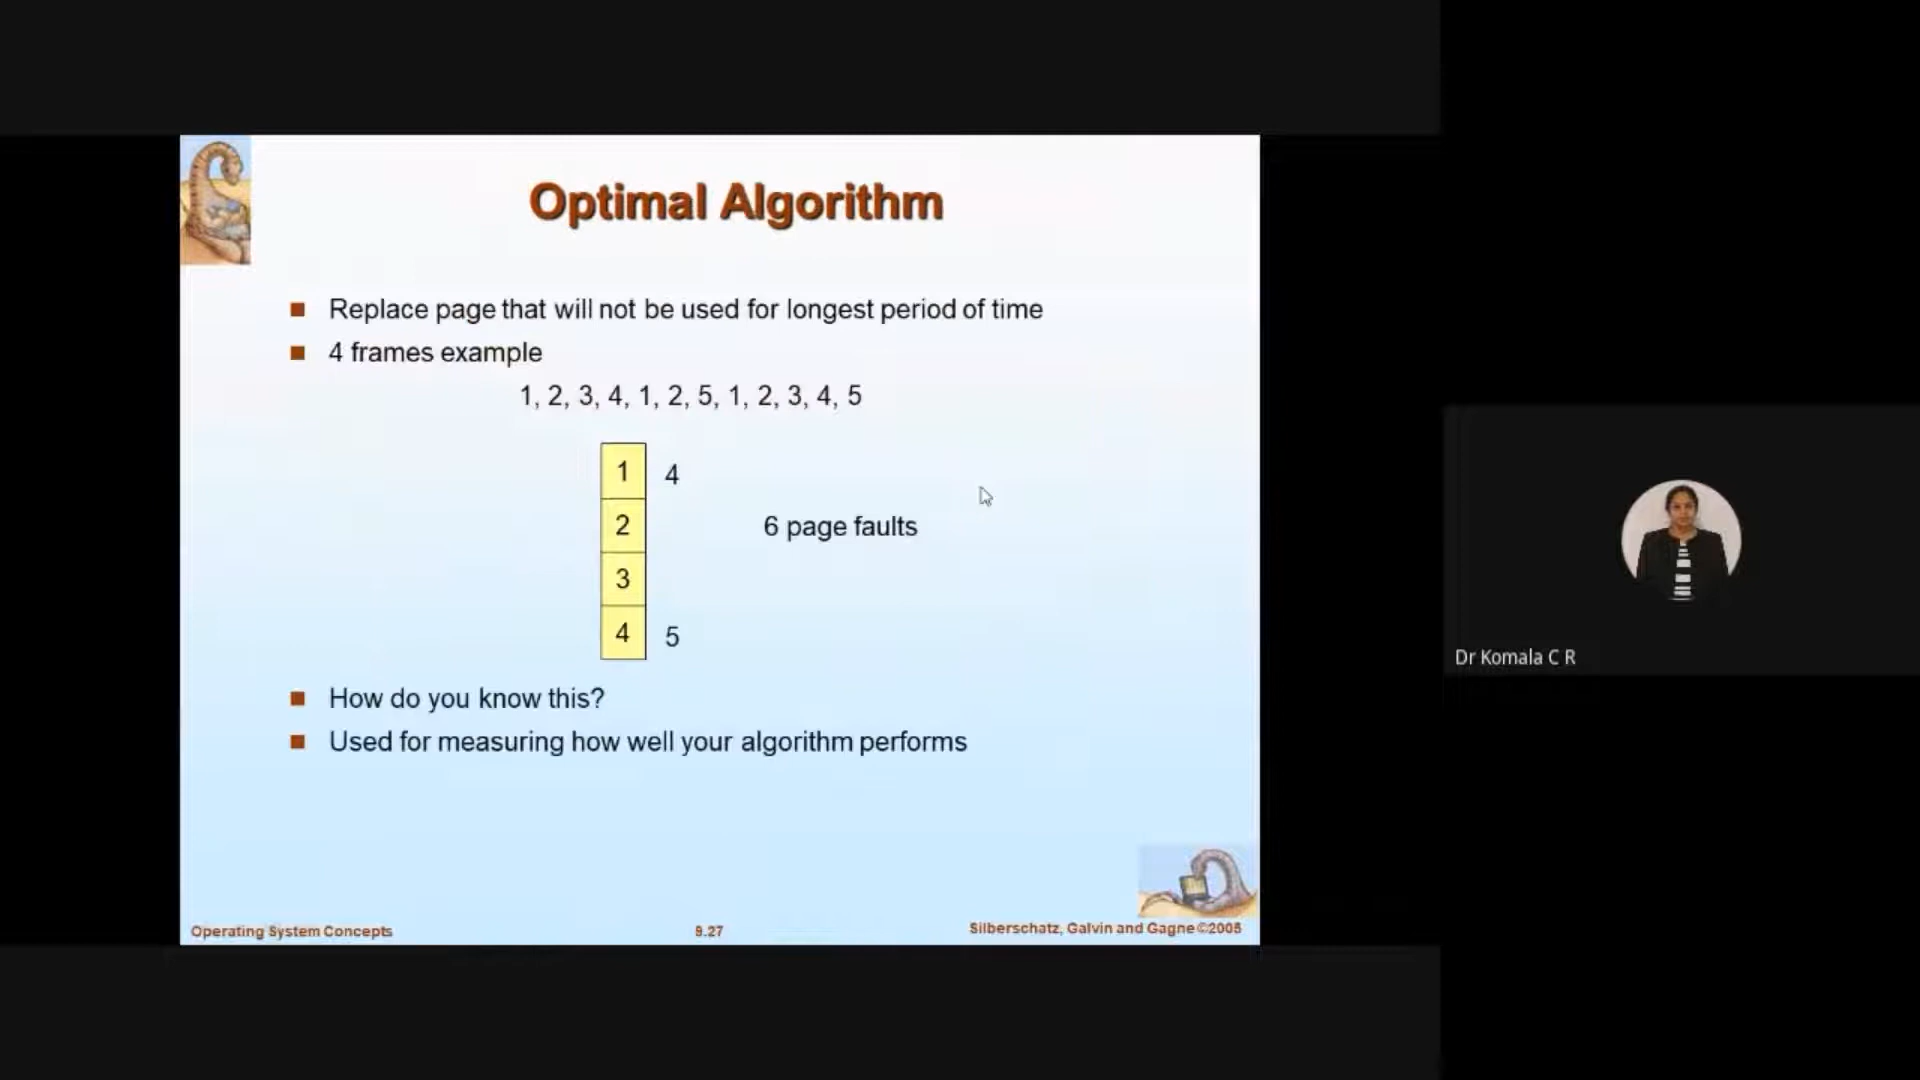 Optimal Algorithm
Replace page that will not be used for longest period of time
4 frames example
1, 2, 3, 4, 1, 2, 5, 1, 2, 3, 4, 5
1 4
2
6 page faults
3
4 5
How do you know this?
Used for measuring how well your algorithm performs
Operating System Concepts
9.27
Silberschatz, Galvin and Gagne ©2005
Dr Komala C R